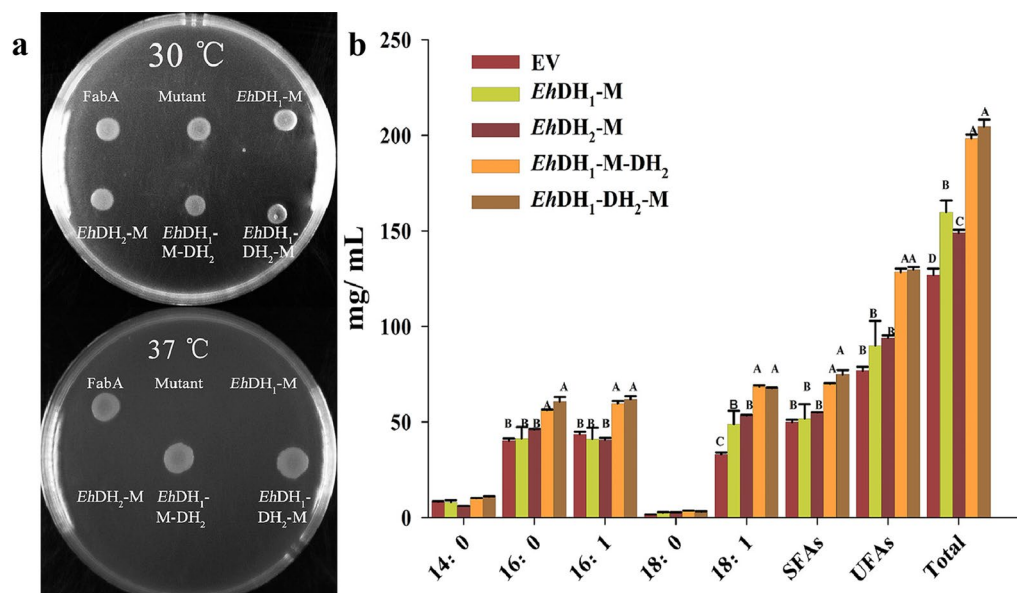 a
30 ℃
FabA Mutant EhDH₁-M
EhDH₂-M EhDH₁- EhDH₁-
M-DH₂ DH₂-M
37 ℃
FabA Mutant EhDH₁-M
EhDH₂-M EhDH₁- EhDH₁-
M-DH₂ DH₂-M
b
mg/ mL
250
200
150
100
50
0
EV
EhDH₁-M
EhDH₂-M
EhDH₁-M-DH₂
EhDH₁-DH₂-M
B B B A A
B B B A A
C B B A A
B B B A A
B B B A A
D B C A A
14: 0 16: 0 16: 1 18: 0 18: 1 SFAs UFAs Total